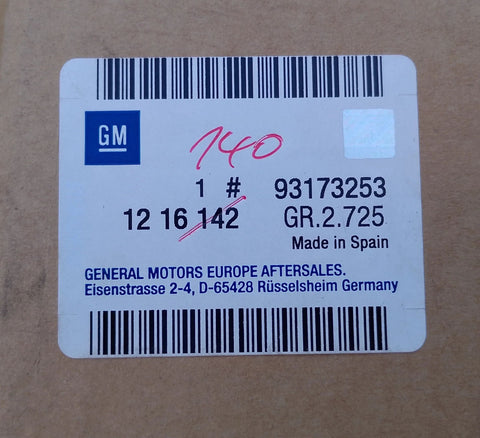 GM
140
1 # 93173253
12 16 142 GR.2.725
Made in Spain
GENERAL MOTORS EUROPE AFTERSALES.
Eisenstrasse 2-4, D-65428 Rüsselsheim Germany